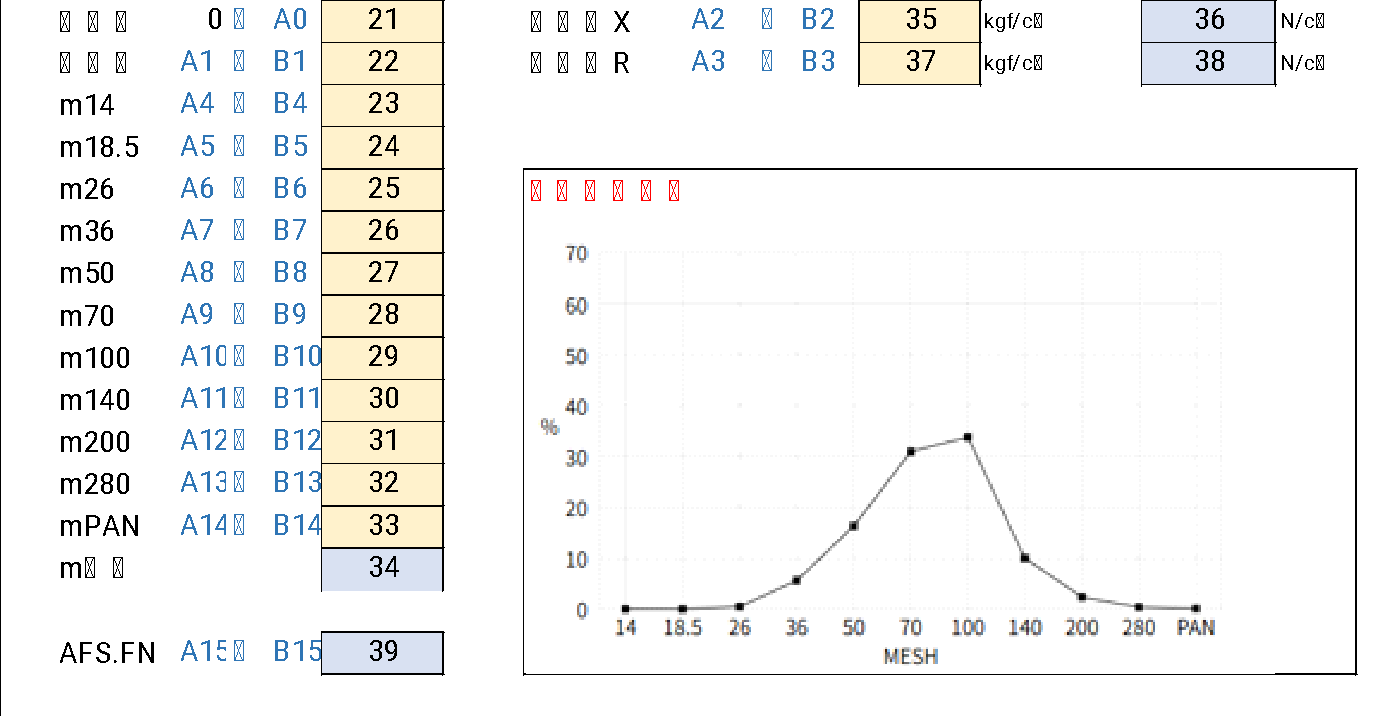 0 A0 21
A1 B1 22
m14 A4 B4 23
m18.5 A5 B5 24
m26 A6 B6 25
m36 A7 B7 26
m50 A8 B8 27
m70 A9 B9 28
m100 A10 B10 29
m140 A11 B11 30
m200 A12 B12 31
m280 A13 B13 32
mPAN A14 B14 33
m 34
AFS.FN A15 B15 39
X A2 B2 35 kgf/c 36 N/c
R A3 B3 37 kgf/c 38 N/c
70
60
50
40
%
30
20
10
0
14 18.5 26 36 50 70 100 140 200 280 PAN
MESH